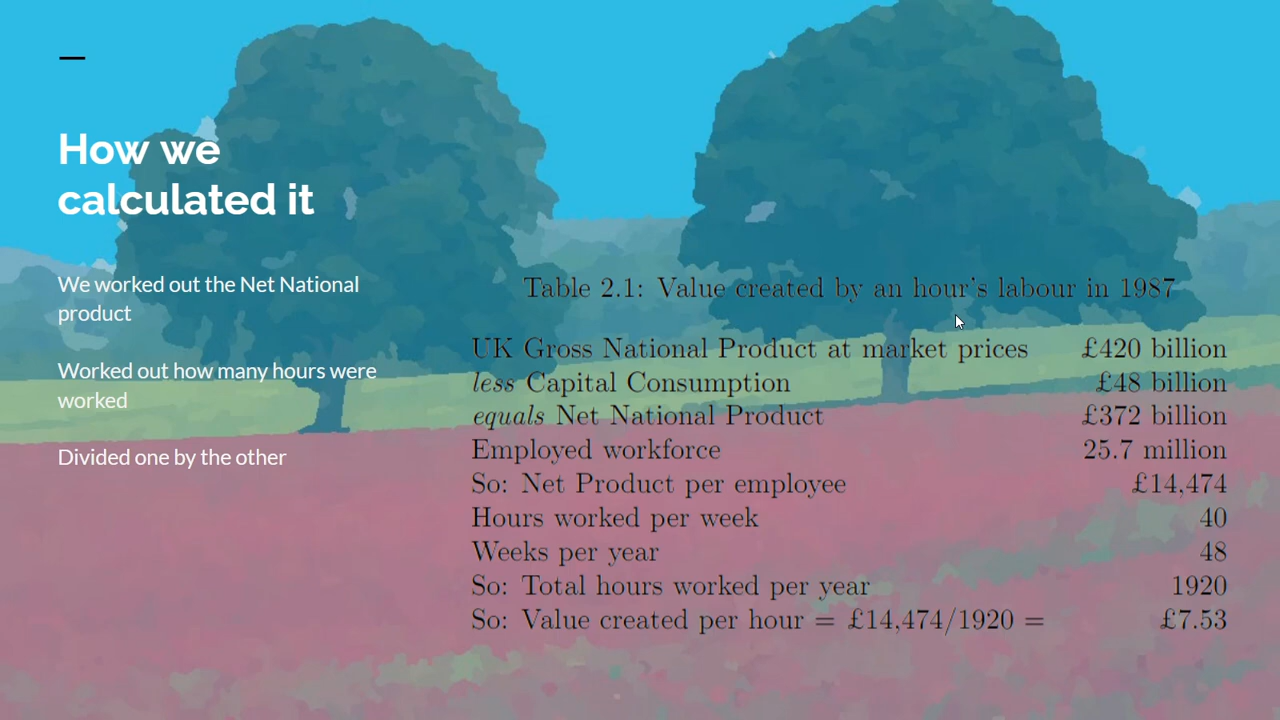 How we
calculated it
We worked out the Net National
product
Worked out how many hours were
worked
Divided one by the other
Table 2.1: Value created by an hour's labour in 1987
UK Gross National Product at market prices £420 billion
less Capital Consumption £48 billion
equals Net National Product £372 billion
Employed workforce 25.7 million
So: Net Product per employee £14,474
Hours worked per week 40
Weeks per year 48
So: Total hours worked per year 1920
So: Value created per hour = £14,474/1920 = £7.53